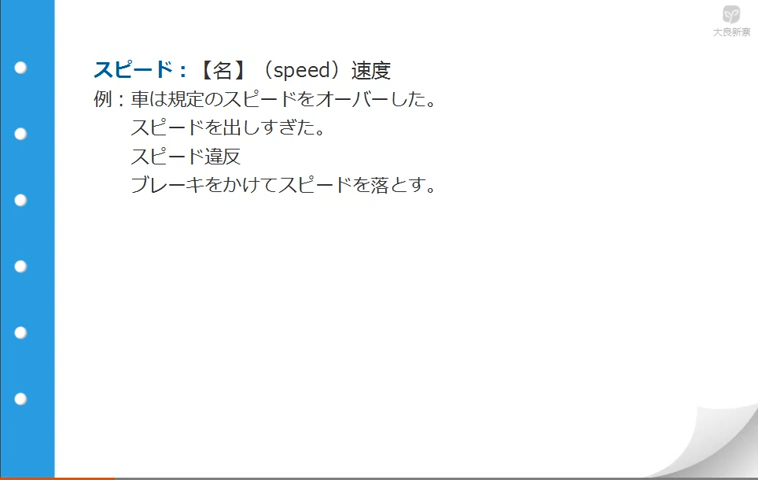 大良新寨
スピード：【名】（speed）速度
例：車は規定のスピードをオーバーした。
スピードを出しすぎた。
スピード違反
ブレーキをかけてスピードを落とす。